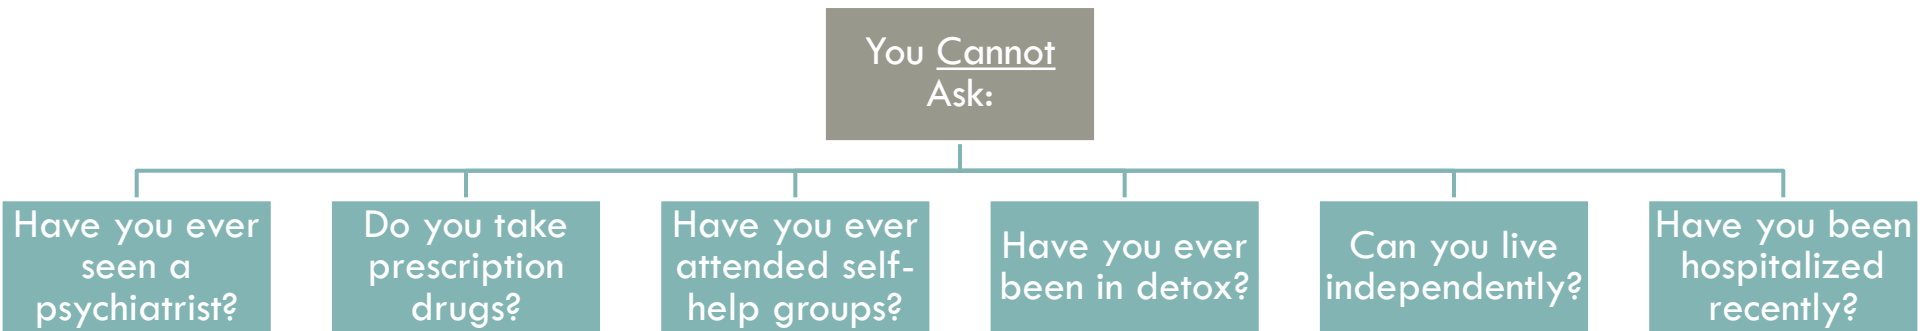 You Cannot
Ask:
Have you ever
seen a
psychiatrist?
Do you take
prescription
drugs?
Have you ever
attended self-
help groups?
Have you ever
been in detox?
Can you live
independently?
Have you been
hospitalized
recently?